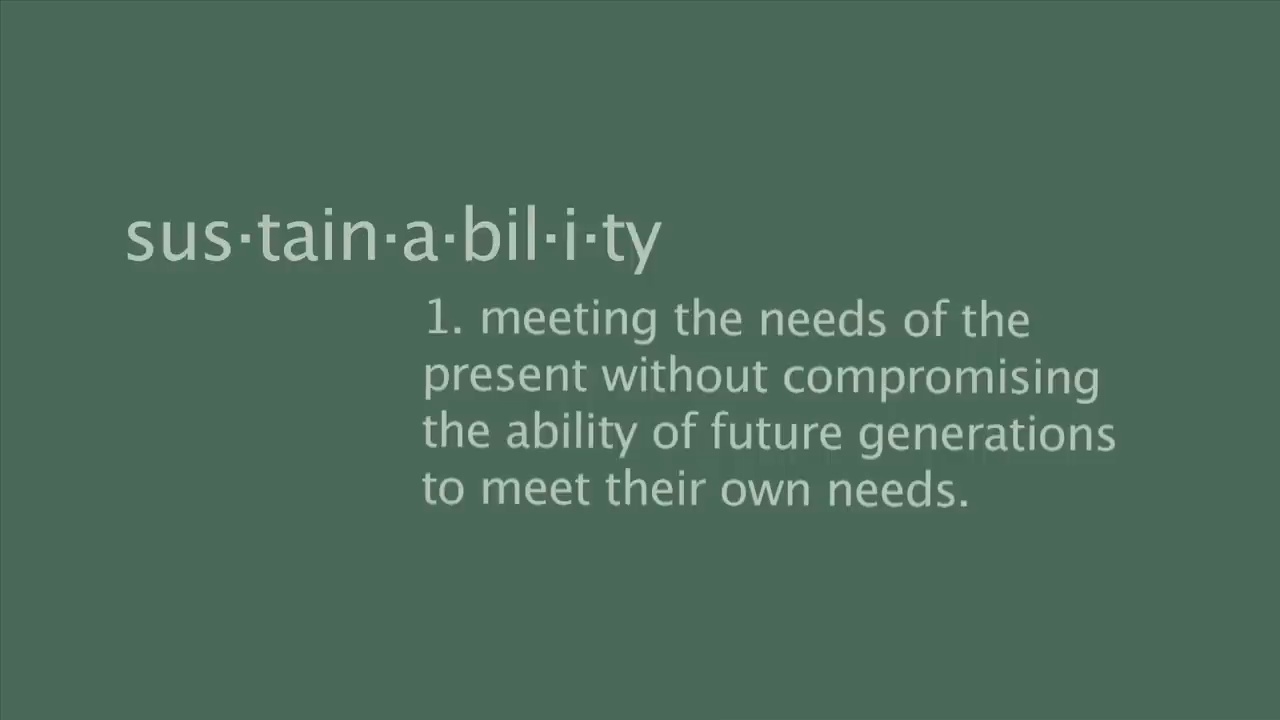 sus·tain·a·bil·i·ty
1. meeting the needs of the
present without compromising
the ability of future generations
to meet their own needs.